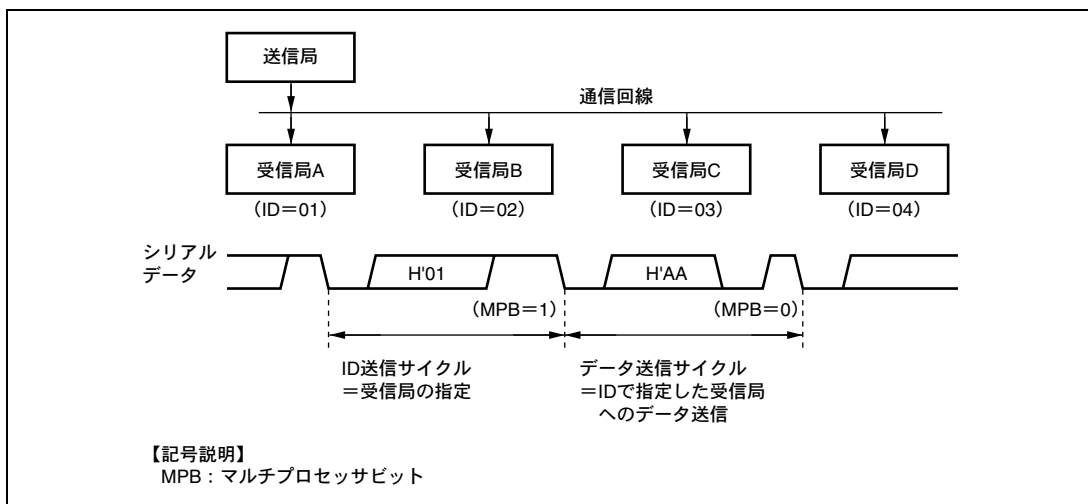 送信局
通信回線
受信局A
受信局B
受信局C
受信局D
（ID＝01）
（ID＝02）
（ID＝03）
（ID＝04）
シリアル
データ
H'01
H'AA
（MPB＝1）
（MPB＝0）
ID送信サイクル
＝受信局の指定
データ送信サイクル
＝IDで指定した受信局
へのデータ送信
【記号説明】
MPB：マルチプロセッサビット